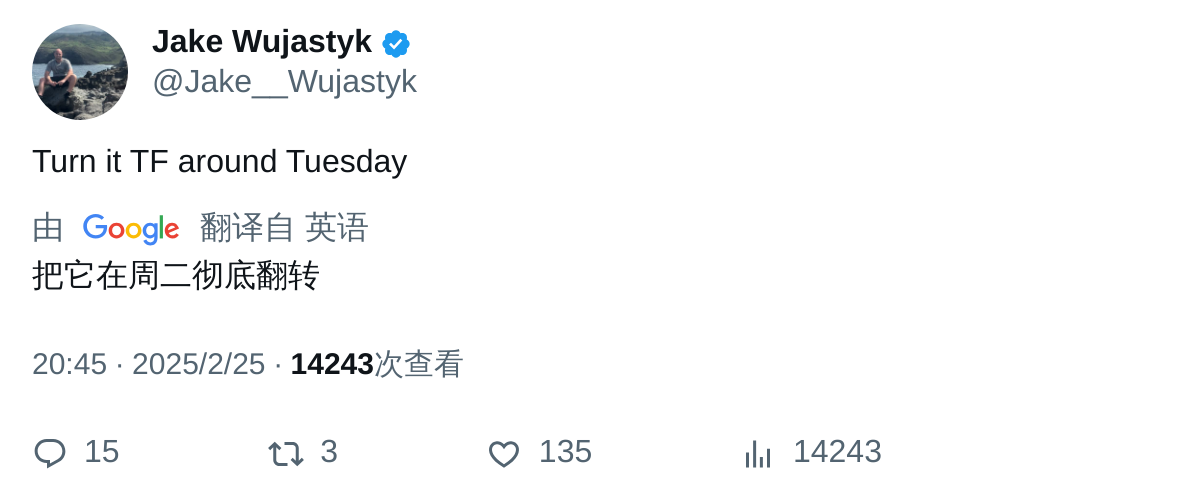 Jake Wujastyk
@Jake__Wujastyk
Turn it TF around Tuesday
由 Google 翻译自 英语
把它在周二彻底翻转
20:45 · 2025/2/25 · 14243次查看
15 3 135 14243